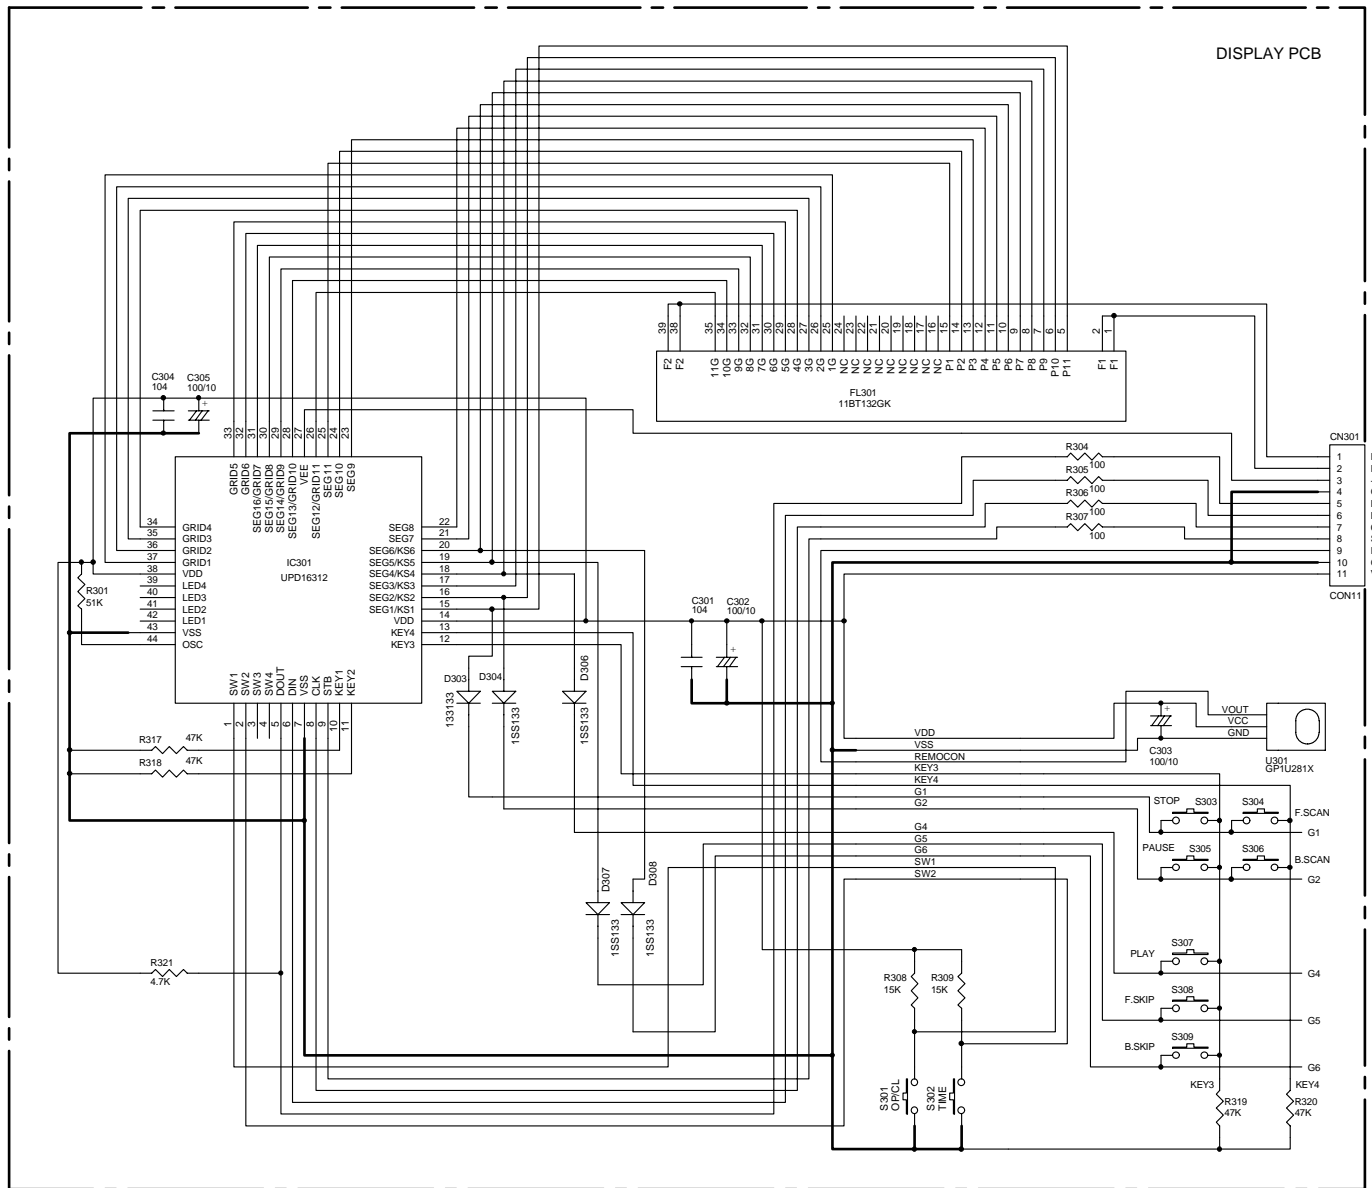 DISPLAY PCB
39
38
35
34
33
32
31
30
29
28
27
26
25
24
23
22
21
20
19
18
17
16
15
14
13
12
11
10
9
8
7
6
5
2
1
F2
F2
11G
10G
9G
8G
7G
6G
5G
4G
3G
2G
1G
NC
NC
NC
NC
NC
NC
NC
NC
NC
P1
P2
P3
P4
P5
P6
P7
P8
P9
P10
P11
F1
F1
FL301
11BT132GK
C304
104
C305
100/10
+
33
32
31
30
29
28
27
26
25
24
23
GRID5
GRID6
SEG16/GRID7
SEG15/GRID8
SEG14/GRID9
SEG13/GRID10
VEE
SEG12/GRID11
SEG11
SEG10
SEG9
34 GRID4
35 GRID3
36 GRID2
37 GRID1
38 VDD
39 LED4
40 LED3
41 LED2
42 LED1
43 VSS
44 OSC
IC301
UPD16312
SEG8 22
SEG7 21
SEG6/KS6 20
SEG5/KS5 19
SEG4/KS4 18
SEG3/KS3 17
SEG2/KS2 16
SEG1/KS1 15
VDD 14
KEY4 13
KEY3 12
SW1
SW2
SW3
SW4
DOUT
DIN
VSS
CLK
STB
KEY1
KEY2
1
2
3
4
5
6
7
8
9
10
11
R301
51K
R304
100
R305
100
R306
100
R307
100
CN301
1
2
3
4
5
6
7
8
9
10
11
CON11
C301
104
C302
100/10
+
D303
133133
D304
1SS133
D306
1SS133
R317 47K
R318 47K
VOUT
VCC
GND
U301
GP1U281X
+
C303
100/10
VDD
VSS
REMOCON
KEY3
KEY4
G1
G2
G4
G5
G6
SW1
SW2
STOP S303
S304 F.SCAN
G1
PAUSE S305
S306 B.SCAN
G2
D307
1SS133
D308
1SS133
R321
4.7K
R308
15K
R309
15K
PLAY S307
G4
F.SKIP S308
G5
B.SKIP S309
G6
S301
OP/CL
S302
TIME
KEY3
R319
47K
KEY4
R320
47K